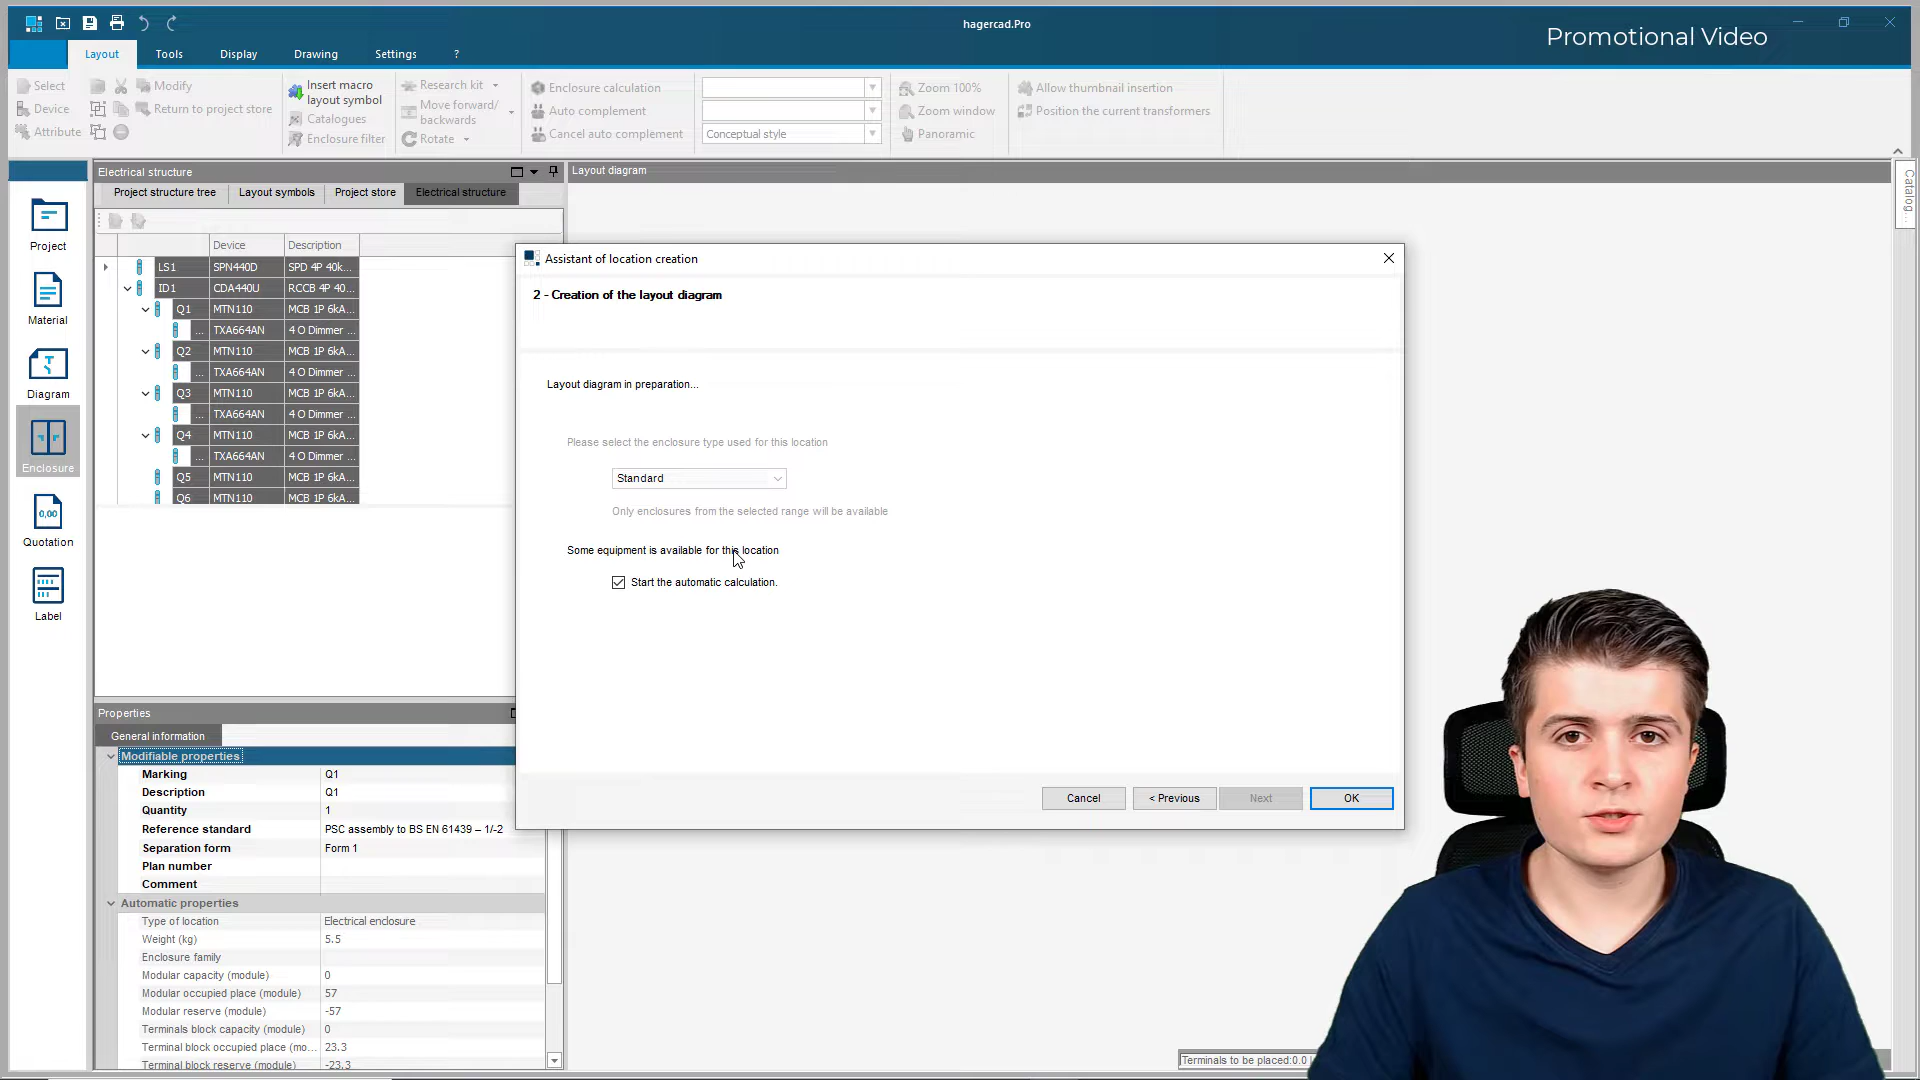 hagercad.Pro
Promotional Video
Layout
Tools
Display
Drawing
Settings
?
Select
Device
Attribute
Modify
Return to project store
Insert macro
layout symbol
Catalogues
Enclosure filter
Research kit
Move forward/
backwards
Rotate
Enclosure calculation
Auto complement
Cancel auto complement
Conceptual style
Zoom 100%
Zoom window
Panoramic
Allow thumbnail insertion
Position the current transformers
Project
Material
Diagram
Enclosure
0,00
Quotation
Label
Electrical structure
Project structure tree
Layout symbols
Project store
Electrical structure
Device Description
LS1 SPN440D SPD 4P 40k...
ID1 CDA440U RCCB 4P 40...
Q1 MTN110 MCB 1P 6kA...
... TXA664AN 4 O Dimmer ...
Q2 MTN110 MCB 1P 6kA...
... TXA664AN 4 O Dimmer ...
Q3 MTN110 MCB 1P 6kA...
... TXA664AN 4 O Dimmer ...
Q4 MTN110 MCB 1P 6kA...
... TXA664AN 4 O Dimmer ...
Q5 MTN110 MCB 1P 6kA...
Q6 MTN110 MCB 1P 6kA...
Layout diagram
Catalog...
Assistant of location creation
2 - Creation of the layout diagram
Layout diagram in preparation...
Please select the enclosure type used for this location
Standard
Only enclosures from the selected range will be available
Some equipment is available for this location
Start the automatic calculation.
Cancel
< Previous
Next
OK
Properties
General information
Modifiable properties
Marking Q1
Description Q1
Quantity 1
Reference standard PSC assembly to BS EN 61439 – 1/-2
Separation form Form 1
Plan number
Comment
Automatic properties
Type of location Electrical enclosure
Weight (kg) 5.5
Enclosure family
Modular capacity (module) 0
Modular occupied place (module) 57
Modular reserve (module) -57
Terminals block capacity (module) 0
Terminal block occupied place (mo... 23.3
Terminal block reserve (module) -23.3
Terminals to be placed:0.0